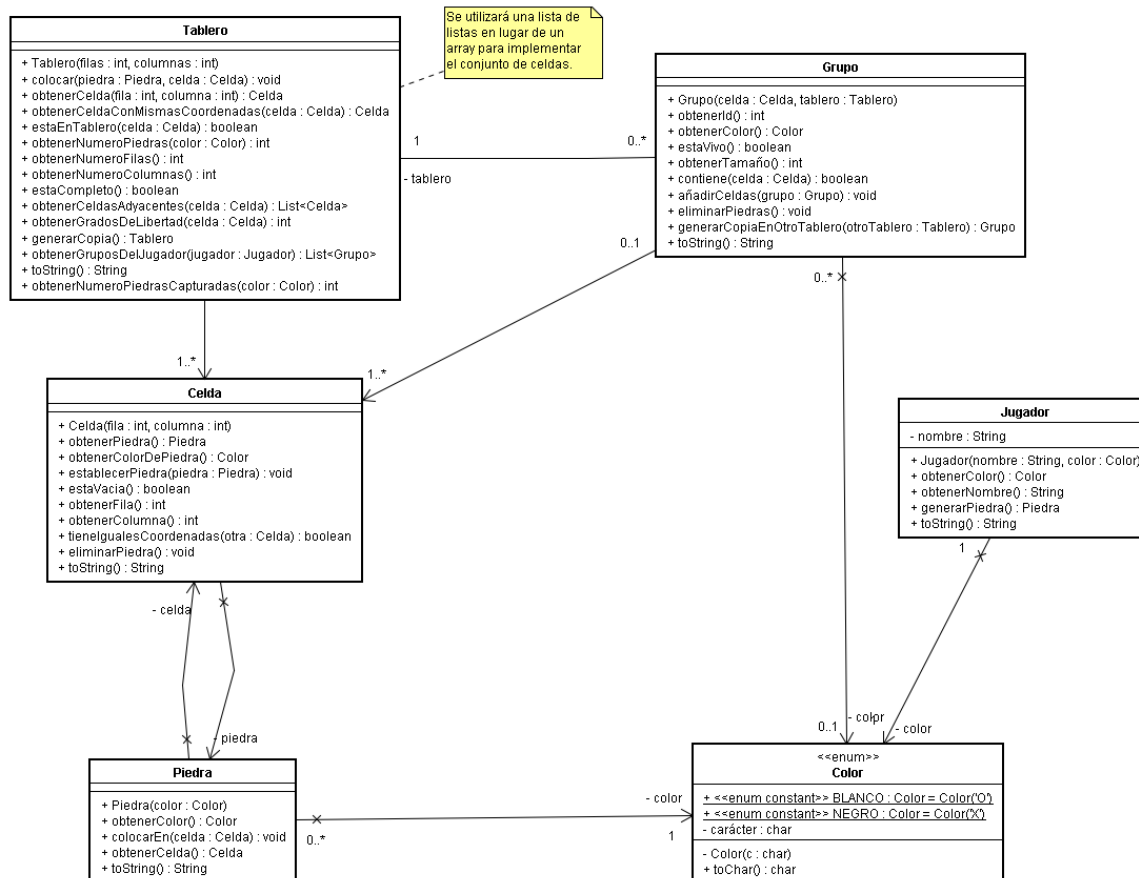 Tablero
+ Tablero(filas : int, columnas : int)
+ colocar(piedra : Piedra, celda : Celda) : void
+ obtenerCelda(fila : int, columna : int) : Celda
+ obtenerCeldaConMismasCoordenadas(celda : Celda) : Celda
+ estaEnTablero(celda : Celda) : boolean
+ obtenerNumeroPiedras(color : Color) : int
+ obtenerNumeroFilas() : int
+ obtenerNumeroColumnas() : int
+ estaCompleto() : boolean
+ obtenerCeldasAdyacentes(celda : Celda) : List<Celda>
+ obtenerGradosDeLibertad(celda : Celda) : int
+ generarCopia() : Tablero
+ obtenerGruposDelJugador(jugador : Jugador) : List<Grupo>
+ toString() : String
+ obtenerNumeroPiedrasCapturadas(color : Color) : int
Se utilizará una lista de
listas en lugar de un
array para implementar
el conjunto de celdas.
Grupo
+ Grupo(celda : Celda, tablero : Tablero)
+ obtenerId() : int
+ obtenerColor() : Color
+ estaVivo() : boolean
+ obtenerTamaño() : int
+ contiene(celda : Celda) : boolean
+ añadirCeldas(grupo : Grupo) : void
+ eliminarPiedras() : void
+ generarCopiaEnOtroTablero(otroTablero : Tablero) : Grupo
+ toString() : String
1
0..*
- tablero
0..1
0..*
1..*
1..*
Celda
+ Celda(fila : int, columna : int)
+ obtenerPiedra() : Piedra
+ obtenerColorDePiedra() : Color
+ establecerPiedra(piedra : Piedra) : void
+ estaVacia() : boolean
+ obtenerFila() : int
+ obtenerColumna() : int
+ tieneIgualesCoordenadas(otra : Celda) : boolean
+ eliminarPiedra() : void
+ toString() : String
Jugador
- nombre : String
+ Jugador(nombre : String, color : Color)
+ obtenerColor() : Color
+ obtenerNombre() : String
+ generarPiedra() : Piedra
+ toString() : String
1
- celda
- piedra
0..1
- color
1
- color
Piedra
+ Piedra(color : Color)
+ obtenerColor() : Color
+ colocarEn(celda : Celda) : void
+ obtenerCelda() : Celda
+ toString() : String
0..*
- color
1
<<enum>>
Color
+ <<enum constant>> BLANCO : Color = Color('O')
+ <<enum constant>> NEGRO : Color = Color('X')
- carácter : char
- Color(c : char)
+ toChar() : char